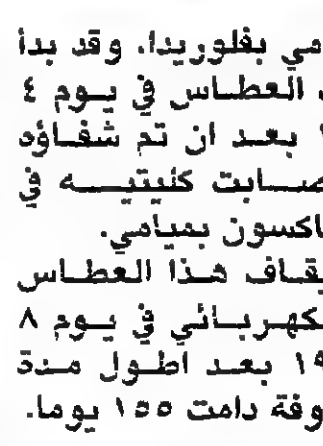 مي بفلوريدا. وقد بدأ
العطاس في يوم ٤
بعد ان تم شفاؤه
صابت كليتيه في
اكسون بميامي.
يقاف هذا العطاس
كهربائي في يوم ٨
١٩ بعد اطول مدة
وفة دامت ١٥٥ يوما.